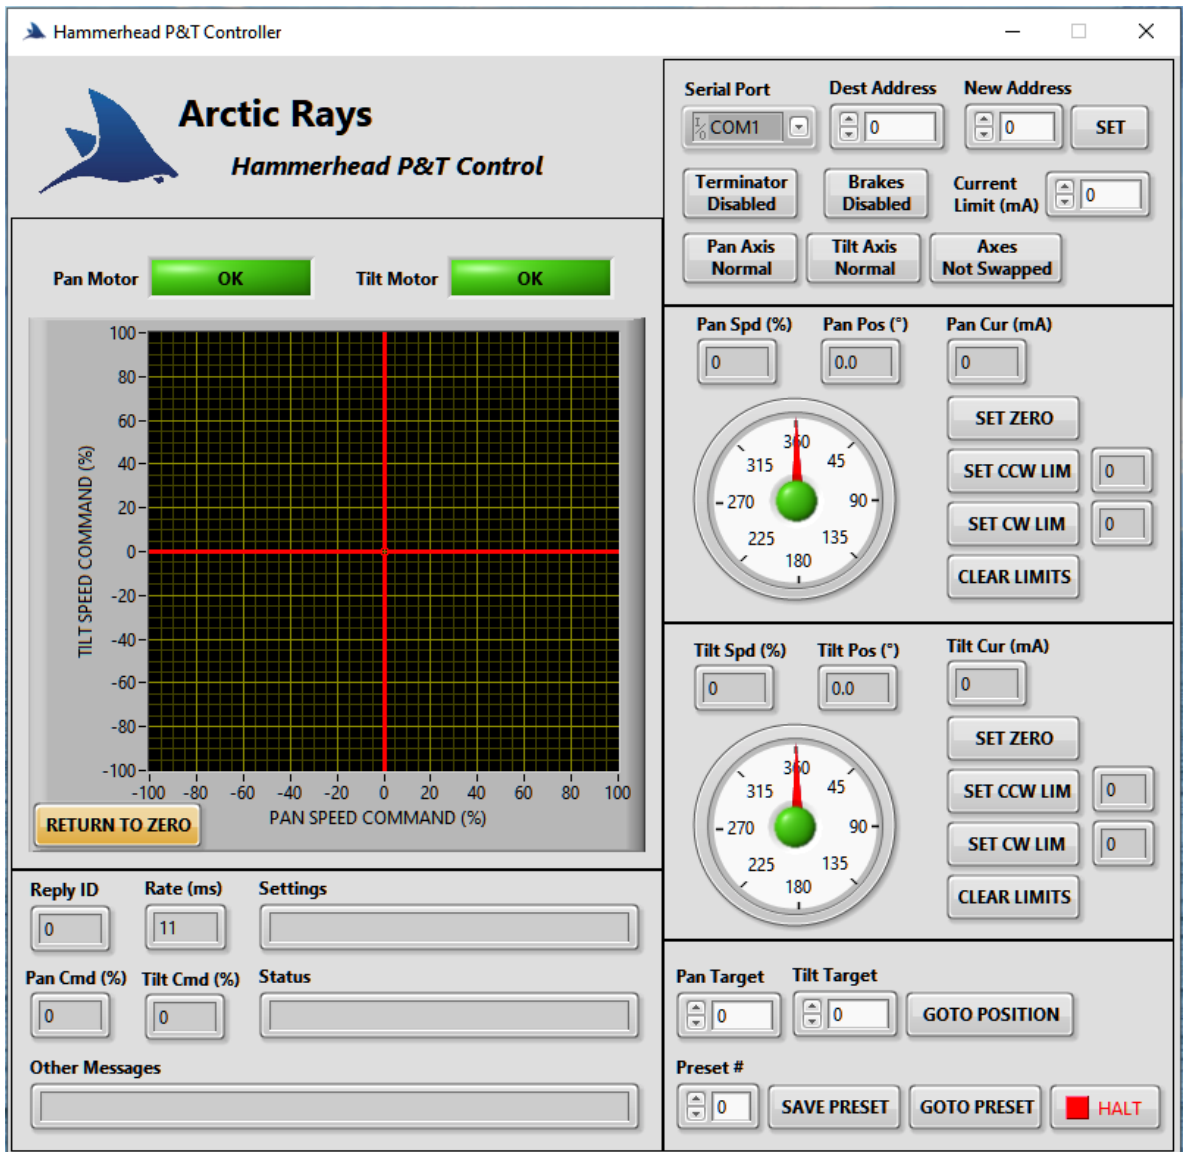 Hammerhead P&T Controller
Arctic Rays
Hammerhead P&T Control
Serial Port
Dest Address
New Address
I/O COM1
0
0
SET
Terminator
Disabled
Brakes
Disabled
Current
Limit (mA)
0
Pan Axis
Normal
Tilt Axis
Normal
Axes
Not Swapped
Pan Motor
OK
Tilt Motor
OK
100
80
60
40
20
0
-20
-40
-60
-80
-100
TILT SPEED COMMAND (%)
-100 -80 -60 -40 -20 0 20 40 60 80 100
PAN SPEED COMMAND (%)
RETURN TO ZERO
Pan Spd (%)
Pan Pos (°)
Pan Cur (mA)
0
0.0
0
360
45
90
135
180
225
270
315
SET ZERO
SET CCW LIM
0
SET CW LIM
0
CLEAR LIMITS
Tilt Spd (%)
Tilt Pos (°)
Tilt Cur (mA)
0
0.0
0
360
45
90
135
180
225
270
315
SET ZERO
SET CCW LIM
0
SET CW LIM
0
CLEAR LIMITS
Reply ID
Rate (ms)
Settings
0
11
Pan Cmd (%)
Tilt Cmd (%)
Status
0
0
Other Messages
Pan Target
Tilt Target
0
0
GOTO POSITION
Preset #
0
SAVE PRESET
GOTO PRESET
HALT